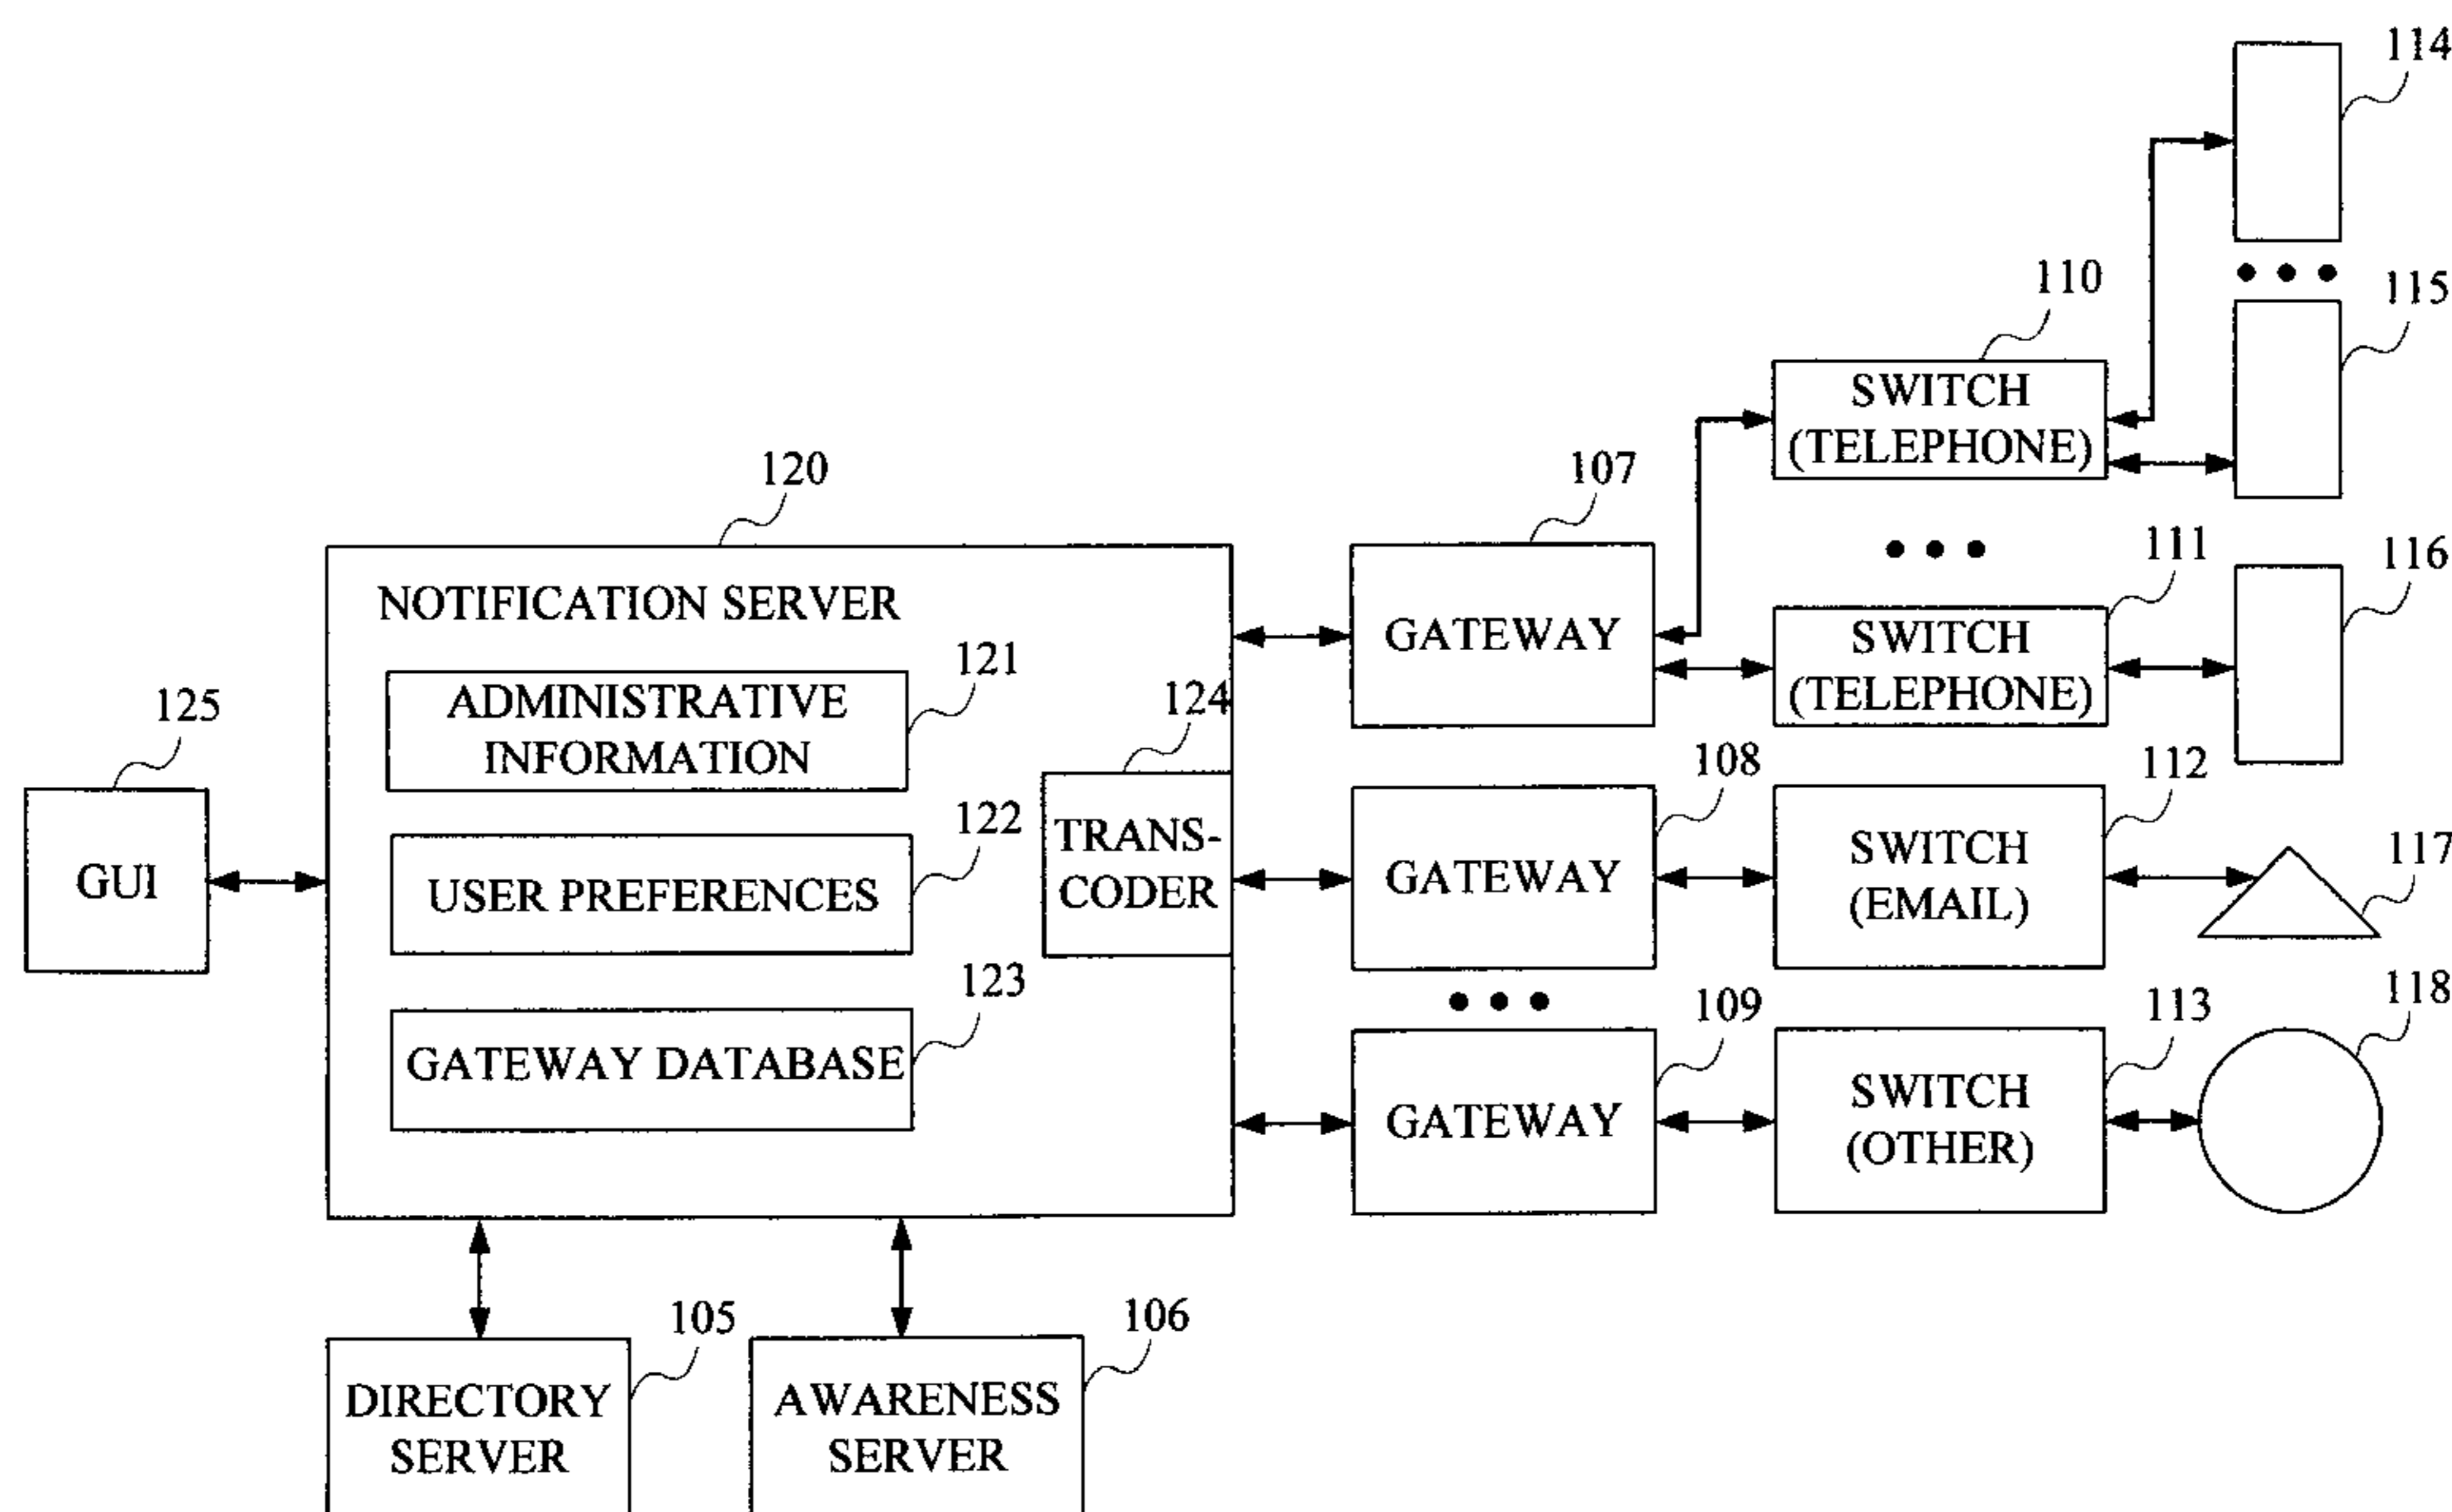 114
110
115
SWITCH
(TELEPHONE)
120
107
111
116
NOTIFICATION SERVER
GATEWAY
SWITCH
(TELEPHONE)
121
ADMINISTRATIVE
INFORMATION
124
125
108
112
122
TRANS-
CODER
GATEWAY
SWITCH
(EMAIL)
117
GUI
USER PREFERENCES
123
109
113
118
GATEWAY DATABASE
GATEWAY
SWITCH
(OTHER)
105
106
DIRECTORY
SERVER
AWARENESS
SERVER